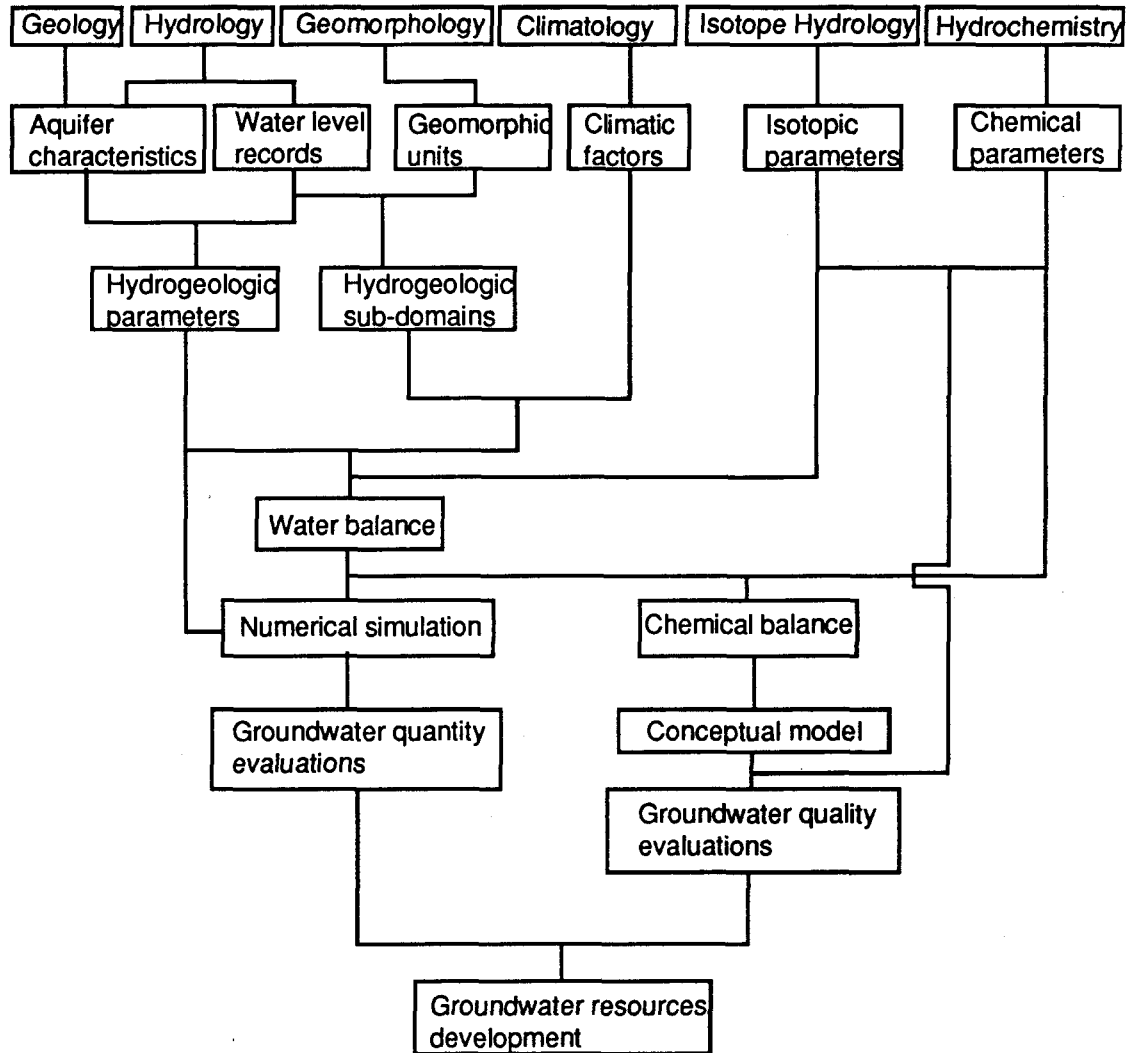 Geology
Hydrology
Geomorphology
Climatology
Isotope Hydrology
Hydrochemistry
Aquifer
characteristics
Water level
records
Geomorphic
units
Climatic
factors
Isotopic
parameters
Chemical
parameters
Hydrogeologic
parameters
Hydrogeologic
sub-domains
Water balance
Numerical simulation
Chemical balance
Groundwater quantity
evaluations
Conceptual model
Groundwater quality
evaluations
Groundwater resources
development